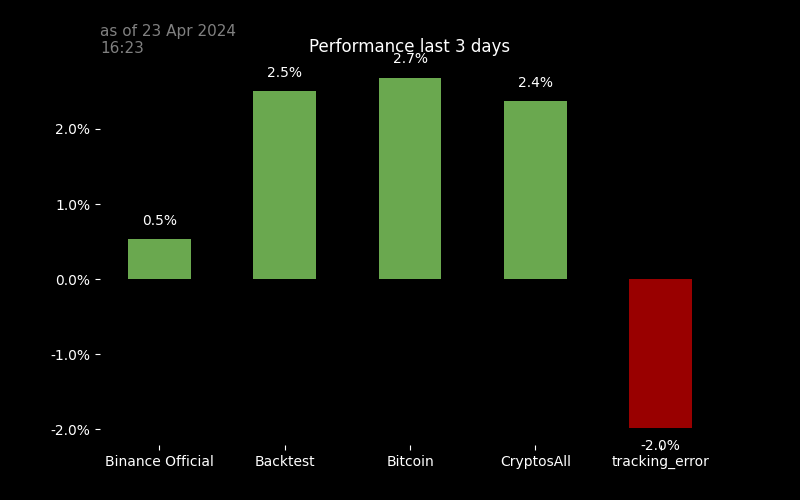 as of 23 Apr 2024
16:23
Performance last 3 days
2.7%
2.5%
2.4%
2.0%
1.0%
0.5%
0.0%
-1.0%
-2.0%
-2.0%
Binance Official
Backtest
Bitcoin
CryptosAll
tracking_error